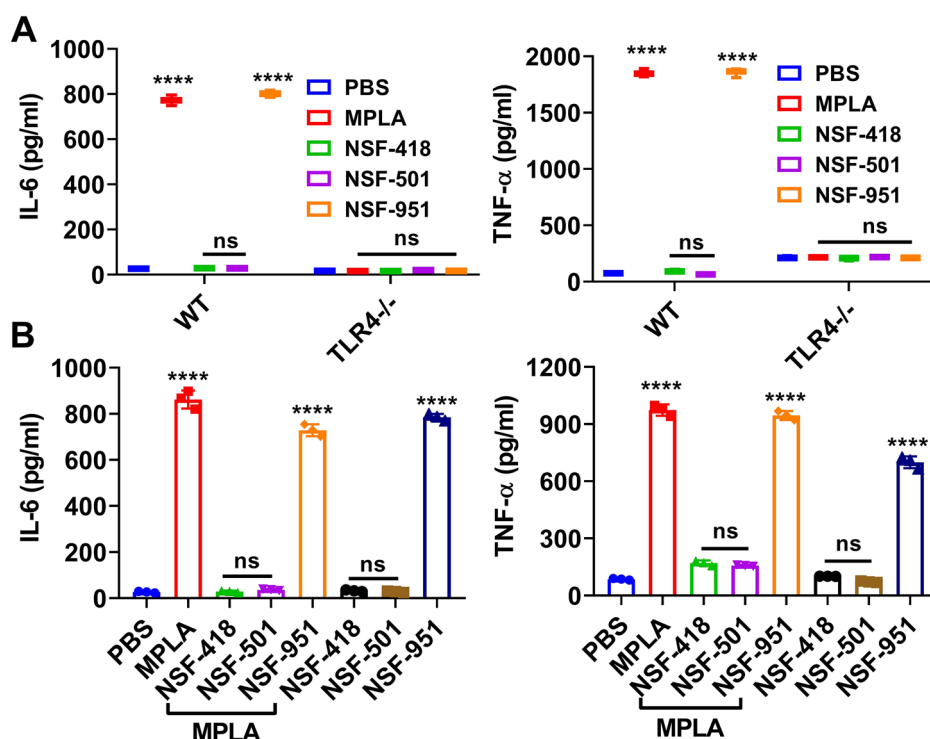 A
IL-6 (pg/ml)
1000
800
600
400
200
0
****
****
PBS
MPLA
NSF-418
NSF-501
NSF-951
ns
ns
WT
TLR4-/-
TNF-α (pg/ml)
2000
1500
1000
500
0
****
****
PBS
MPLA
NSF-418
NSF-501
NSF-951
ns
ns
WT
TLR4-/-
B
IL-6 (pg/ml)
1000
800
600
400
200
0
****
****
****
ns
ns
PBS
MPLA
NSF-418
NSF-501
NSF-951
NSF-418
NSF-501
NSF-951
MPLA
TNF-α (pg/ml)
1200
900
600
300
0
****
****
****
ns
ns
PBS
MPLA
NSF-418
NSF-501
NSF-951
NSF-418
NSF-501
NSF-951
MPLA